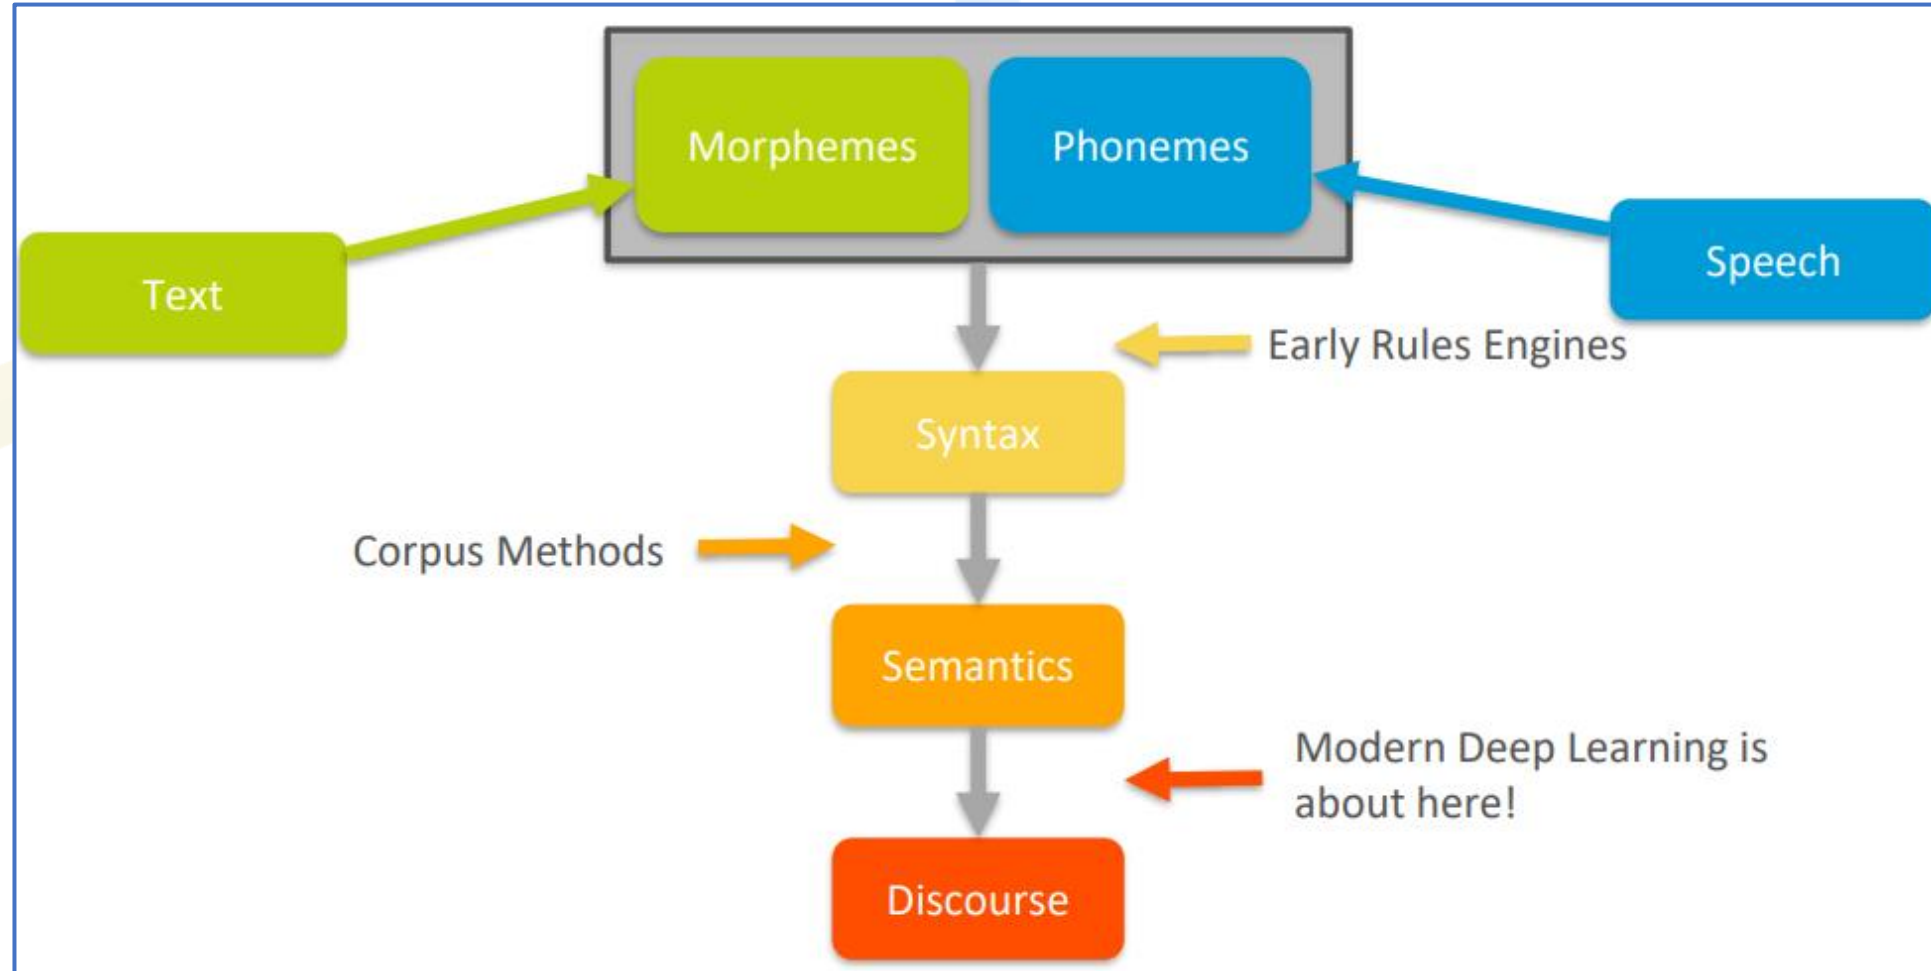 Morphemes
Phonemes
Text
Speech
Early Rules Engines
Syntax
Corpus Methods
Semantics
Modern Deep Learning is
about here!
Discourse